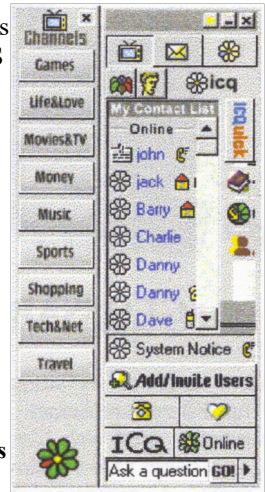 s
Channels
Games
Life&Love
Movies&TV
Money
Music
Sports
Shopping
Tech&Net
Travel
s
icq
My Contact List
Online
john
jack
Barry
Charlie
Danny
Danny
Dave
icquick
System Notice
Add/Invite Users
ICQ
Online
Ask a question GO!